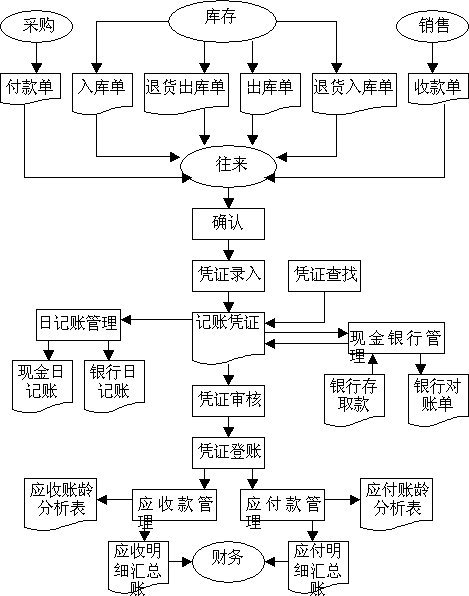 采购
库存
销售
付款单
入库单
退货出库单
出库单
退货入库单
收款单
往来
确认
凭证录入
凭证查找
日记账管理
记账凭证
现金银行管
理
现金日
记账
银行日
记账
银行存
取款
银行对
账单
凭证审核
凭证登账
应收账龄
分析表
应收款管
理
应付款管
理
应付账龄
分析表
应收明
细汇总
账
财务
应付明
细汇总
账